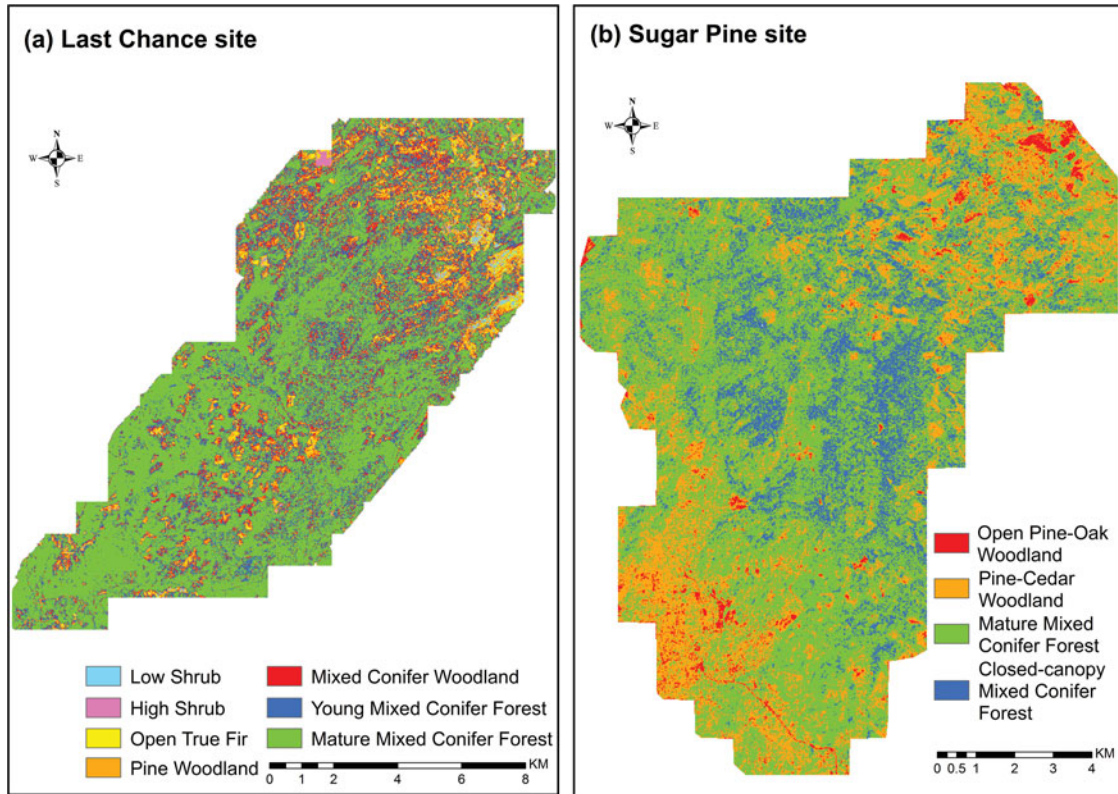 (a) Last Chance site
N
W E
S
Low Shrub
High Shrub
Open True Fir
Pine Woodland
Mixed Conifer Woodland
Young Mixed Conifer Forest
Mature Mixed Conifer Forest
KM
0 1 2 4 6 8
(b) Sugar Pine site
N
W E
S
Open Pine-Oak
Woodland
Pine-Cedar
Woodland
Mature Mixed
Conifer Forest
Closed-canopy
Mixed Conifer
Forest
KM
0 0.5 1 2 3 4